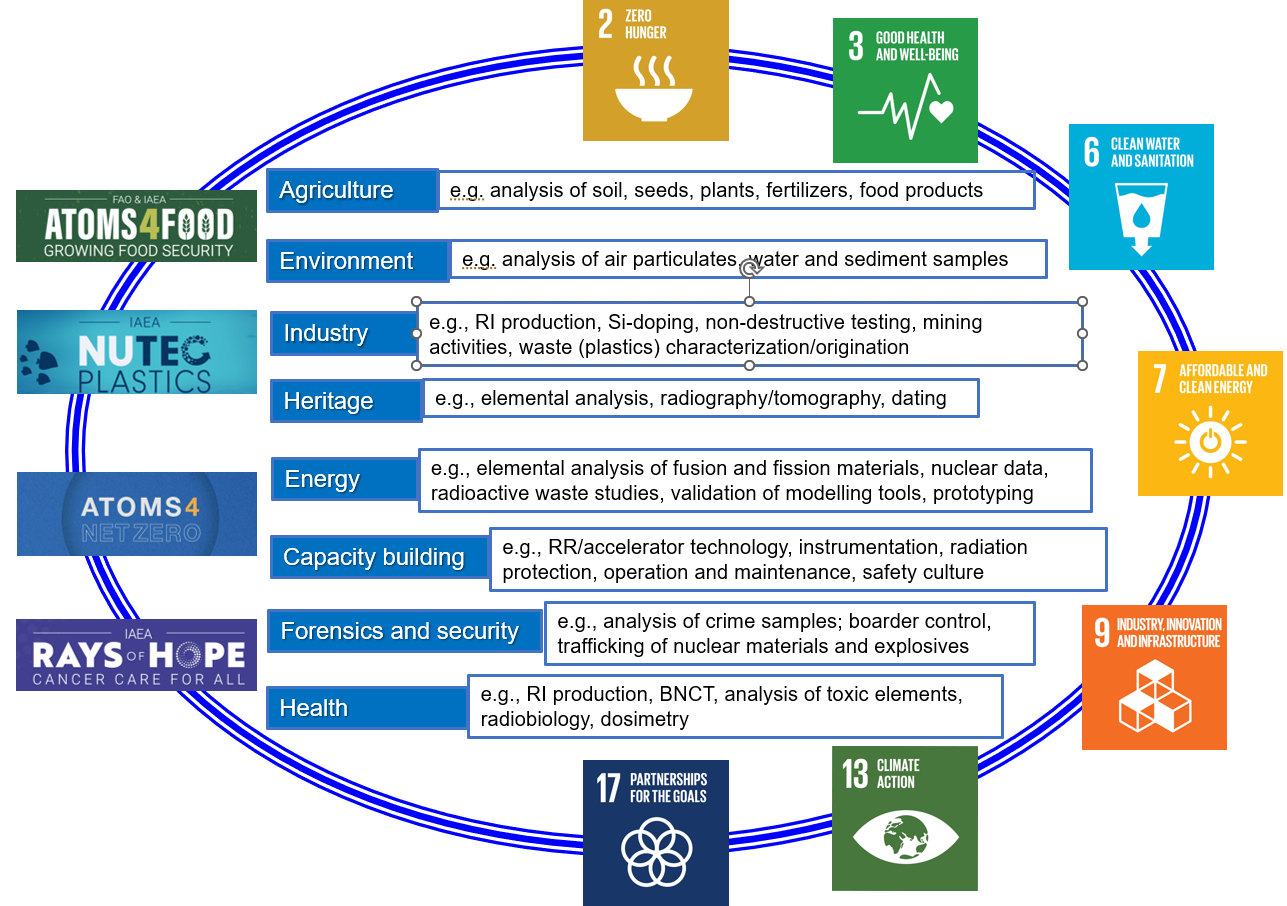 2 ZERO
HUNGER
3 GOOD HEALTH
AND WELL-BEING
6 CLEAN WATER
AND SANITATION
FAO & IAEA
ATOMS4FOOD
GROWING FOOD SECURITY
Agriculture
e.g. analysis of soil, seeds, plants, fertilizers, food products
Environment
e.g. analysis of air particulates, water and sediment samples
IAEA
NUTEC
PLASTICS
Industry
e.g., RI production, Si-doping, non-destructive testing, mining
activities, waste (plastics) characterization/origination
7 AFFORDABLE AND
CLEAN ENERGY
Heritage
e.g., elemental analysis, radiography/tomography, dating
ATOMS4
NET ZERO
Energy
e.g., elemental analysis of fusion and fission materials, nuclear data,
radioactive waste studies, validation of modelling tools, prototyping
Capacity building
e.g., RR/accelerator technology, instrumentation, radiation
protection, operation and maintenance, safety culture
IAEA
RAYS OF HOPE
CANCER CARE FOR ALL
Forensics and security
e.g., analysis of crime samples; boarder control,
trafficking of nuclear materials and explosives
9 INDUSTRY, INNOVATION
AND INFRASTRUCTURE
Health
e.g., RI production, BNCT, analysis of toxic elements,
radiobiology, dosimetry
17 PARTNERSHIPS
FOR THE GOALS
13 CLIMATE
ACTION